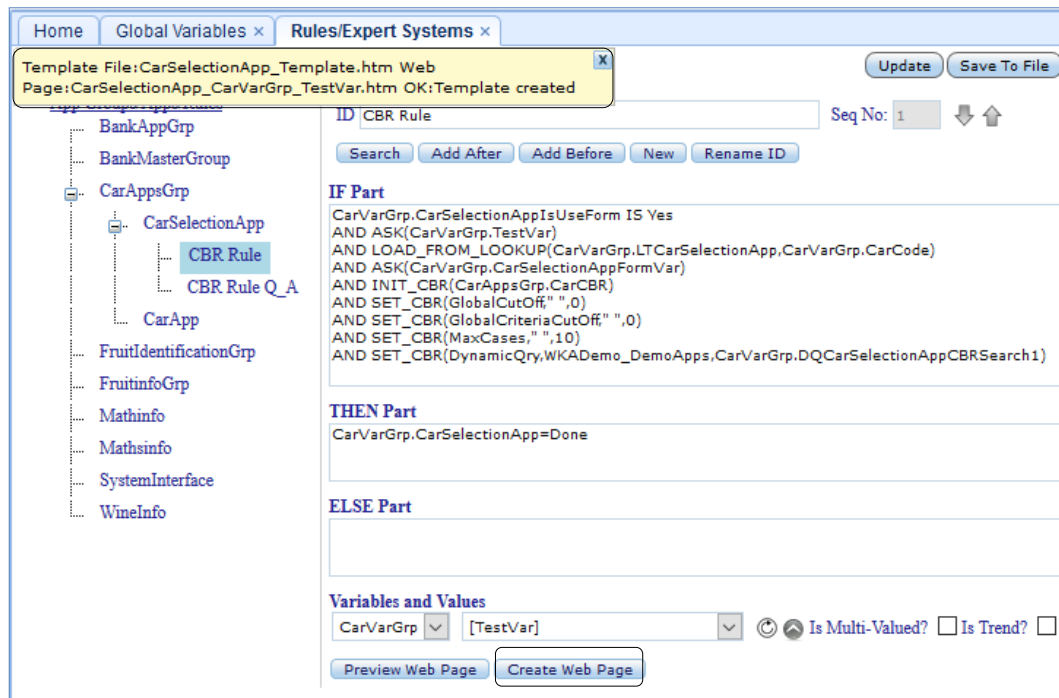 Home Global Variables × Rules/Expert Systems ×
Template File:CarSelectionApp_Template.htm Web
Page:CarSelectionApp_CarVarGrp_TestVar.htm OK:Template created
X
Update Save To File
ID CBR Rule Seq No: 1
Search Add After Add Before New Rename ID
BankAppGrp
BankMasterGroup
CarAppsGrp
CarSelectionApp
CBR Rule
CBR Rule Q_A
CarApp
FruitIdentificationGrp
FruitinfoGrp
Mathinfo
Mathsinfo
SystemInterface
WineInfo
IF Part
CarVarGrp.CarSelectionAppIsUseForm IS Yes
AND ASK(CarVarGrp.TestVar)
AND LOAD_FROM_LOOKUP(CarVarGrp.LTCarSelectionApp,CarVarGrp.CarCode)
AND ASK(CarVarGrp.CarSelectionAppFormVar)
AND INIT_CBR(CarAppsGrp.CarCBR)
AND SET_CBR(GlobalCutOff," ",0)
AND SET_CBR(GlobalCriteriaCutOff," ",0)
AND SET_CBR(MaxCases," ",10)
AND SET_CBR(DynamicQry,WKADemo_DemoApps,CarVarGrp.DQCarSelectionAppCBRSearch1)
THEN Part
CarVarGrp.CarSelectionApp=Done
ELSE Part
Variables and Values
CarVarGrp [TestVar] Is Multi-Valued? Is Trend?
Preview Web Page Create Web Page